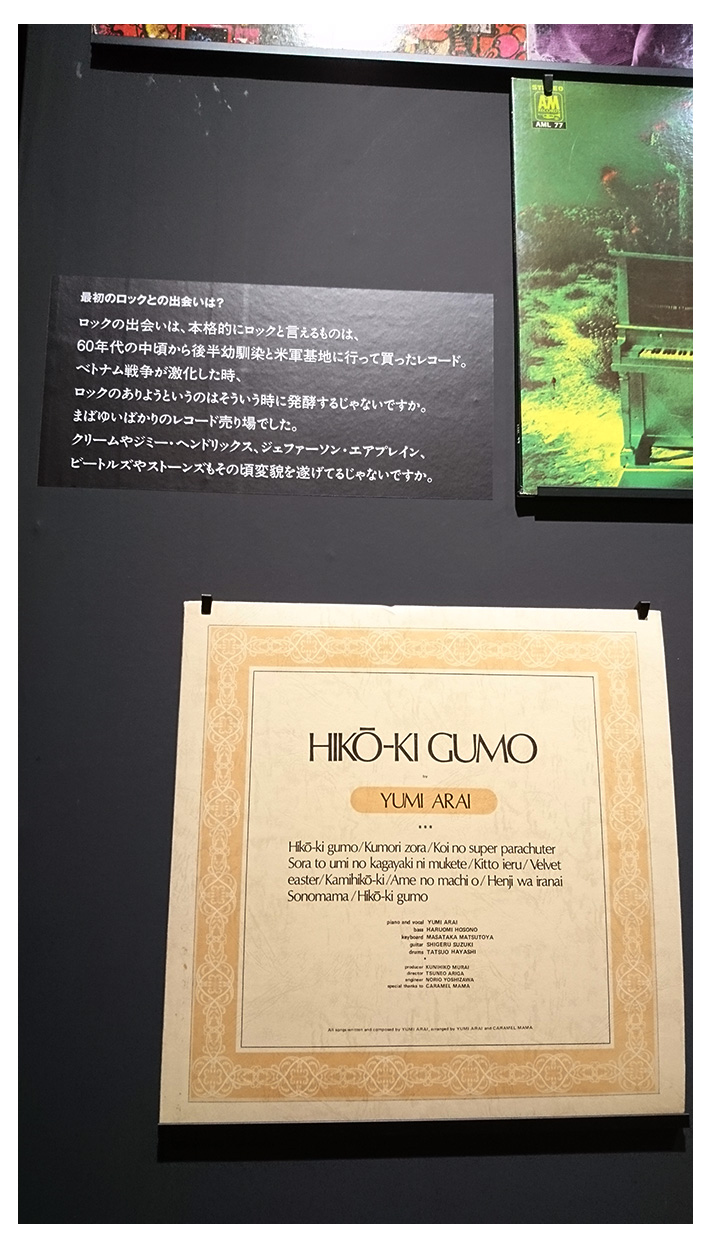 STEREO
AM
AML 77
最初のロックとの出会いは?
ロックの出会いは、本格的にロックと言えるものは、
60年代の中頃から後半幼馴染と米軍基地に行って買ったレコード。
ベトナム戦争が激化した時、
ロックのありようというのはそういう時に発酵するじゃないですか。
まばゆいばかりのレコード売り場でした。
クリームやジミー・ヘンドリックス、ジェファーソン・エアプレイン、
ビートルズやストーンズもその頃変貌を遂げてるじゃないですか。
HIKŌ-KI GUMO
by
YUMI ARAI
Hikō-ki gumo/Kumori zora/Koi no super parachuter
Sora to umi no kagayaki ni mukete/Kitto ieru/Velvet
easter/Kamihikō-ki/Ame no machi o/Henji wa iranai
Sonomama/Hikō-ki gumo
piano and vocal YUMI ARAI
bass HARUOMI HOSONO
keyboard MASATAKA MATSUTOYA
guitar SHIGERU SUZUKI
drums TATSUO HAYASHI
producer KUNIHIKO MURAI
director TSUNEO ARIGA
engineer NORIO YOSHIZAWA
special thanks to CARAMEL MAMA
All songs written and composed by YUMI ARAI, arranged by YUMI ARAI and CARAMEL MAMA